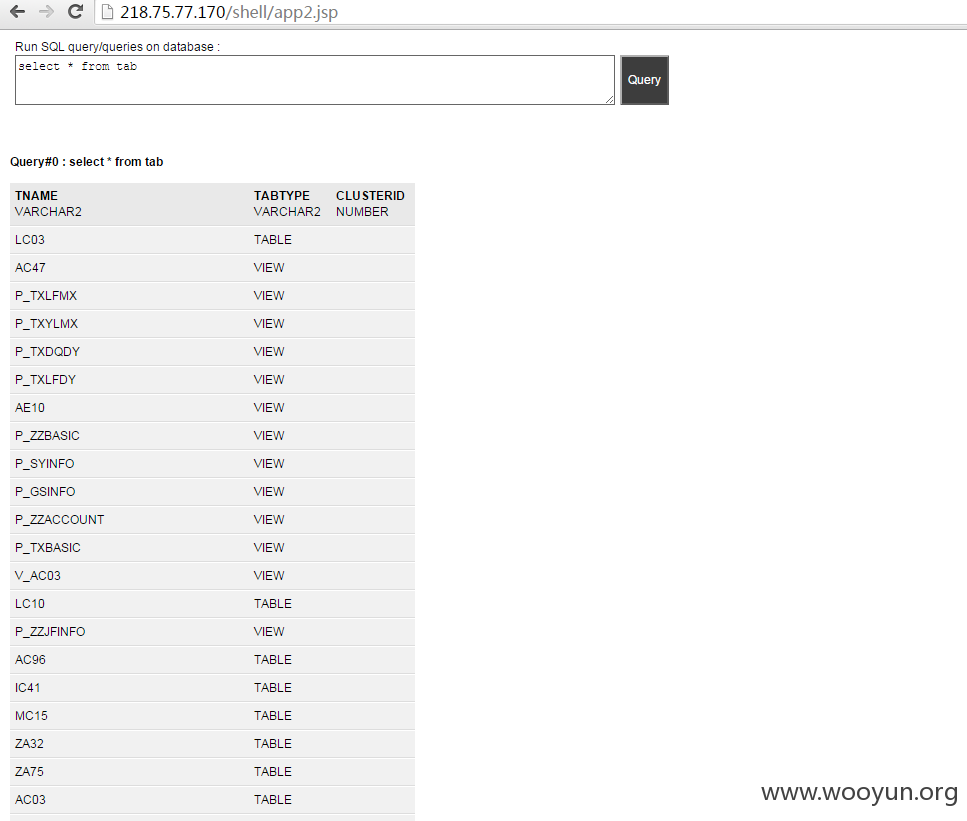 218.75.77.170/shell/app2.jsp
Run SQL query/queries on database :
select * from tab
Query
Query#0 : select * from tab
TNAME TABTYPE CLUSTERID
VARCHAR2 VARCHAR2 NUMBER
LC03 TABLE
AC47 VIEW
P_TXLFMX VIEW
P_TXYLMX VIEW
P_TXDQDY VIEW
P_TXLFDY VIEW
AE10 VIEW
P_ZZBASIC VIEW
P_SYINFO VIEW
P_GSINFO VIEW
P_ZZACCOUNT VIEW
P_TXBASIC VIEW
V_AC03 VIEW
LC10 TABLE
P_ZZJFINFO VIEW
AC96 TABLE
IC41 TABLE
MC15 TABLE
ZA32 TABLE
ZA75 TABLE
AC03 TABLE
www.wooyun.org